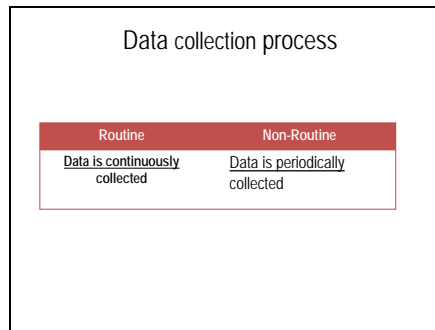 Data collection process
Routine Non-Routine
Data is continuously Data is periodically
collected collected